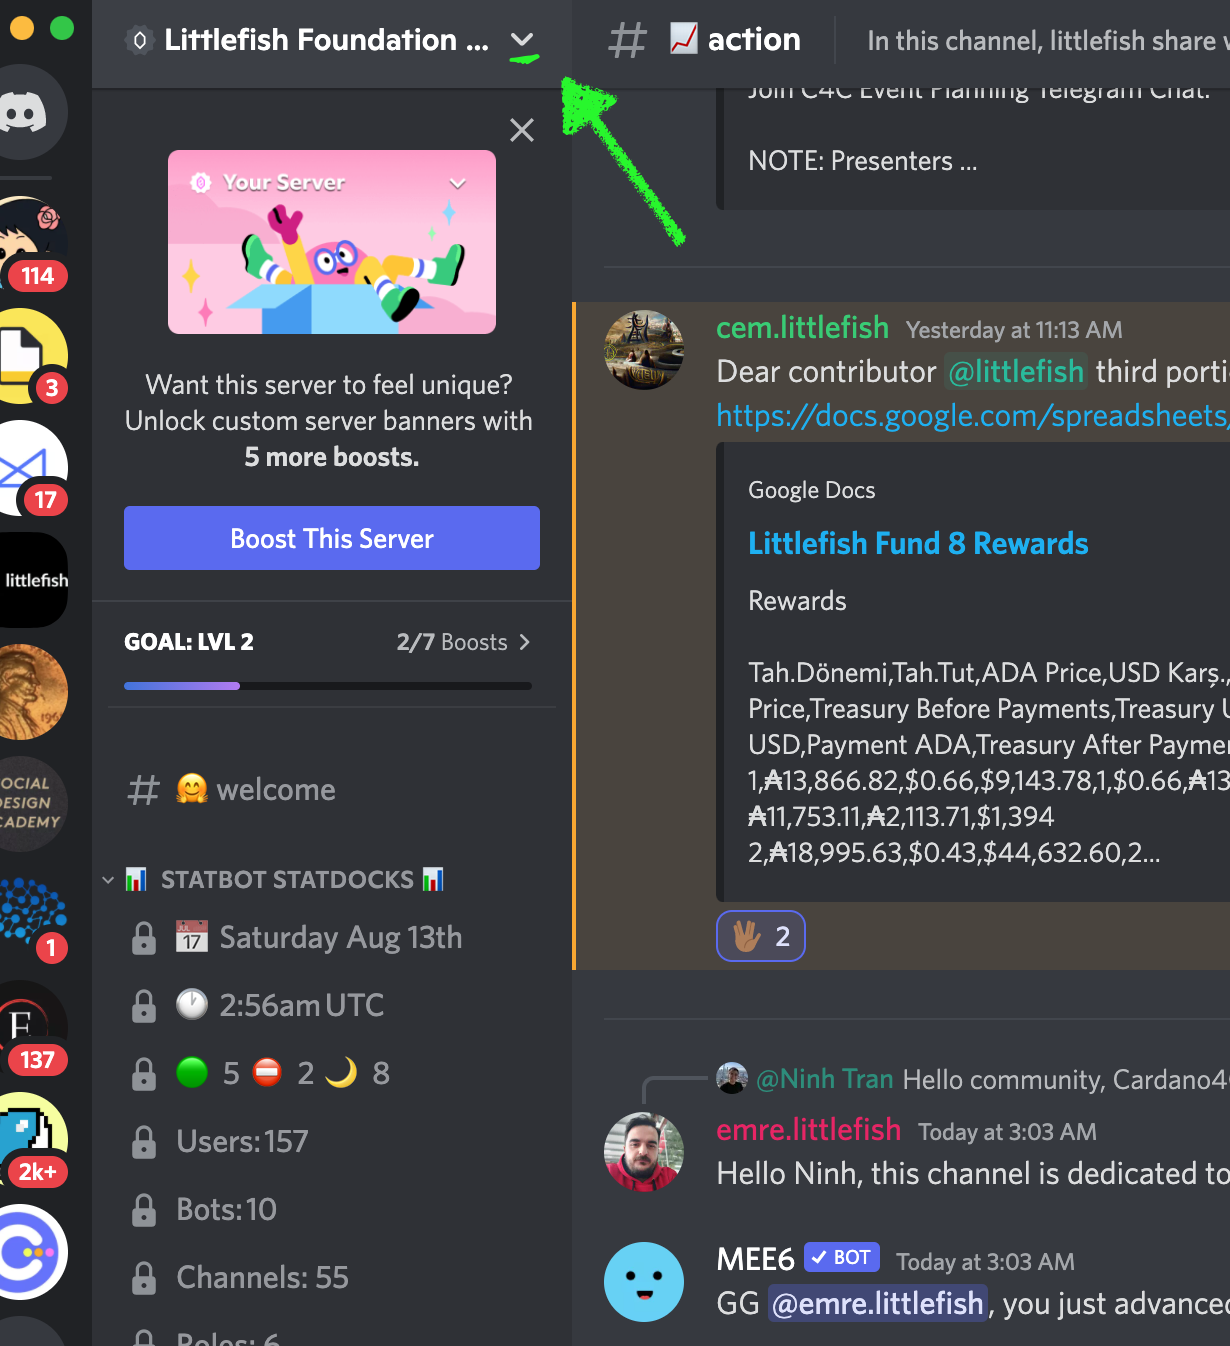 Littlefish Foundation ...
action
In this channel, littlefish share
Your Server
Want this server to feel unique?
Unlock custom server banners with
5 more boosts.
Boost This Server
GOAL: LVL 2
2/7 Boosts
welcome
STATBOT STATDOCKS
JUL
17
Saturday Aug 13th
2:56am UTC
5 2 8
Users: 157
Bots: 10
Channels: 55
Roles: 6
114
3
17
littlefish
196
OCIAL
DESIGN
CADEMY
1
E
137
2k+
Join C4C Event Planning Telegram Chat.
NOTE: Presenters ...
cem.littlefish Yesterday at 11:13 AM
Dear contributor @littlefish third porti
https://docs.google.com/spreadsheets/
Google Docs
Littlefish Fund 8 Rewards
Rewards
Tah.Dönemi,Tah.Tut,ADA Price,USD Karş.,
Price,Treasury Before Payments,Treasury U
USD,Payment ADA,Treasury After Payme
1,₳13,866.82,$0.66,$9,143.78,1,$0.66,₳13
₳11,753.11,₳2,113.71,$1,394
2,₳18,995.63,$0.43,$44,632.60,2...
2
@Ninh Tran Hello community, Cardano4
emre.littlefish Today at 3:03 AM
Hello Ninh, this channel is dedicated to
MEE6 BOT Today at 3:03 AM
GG @emre.littlefish, you just advanced